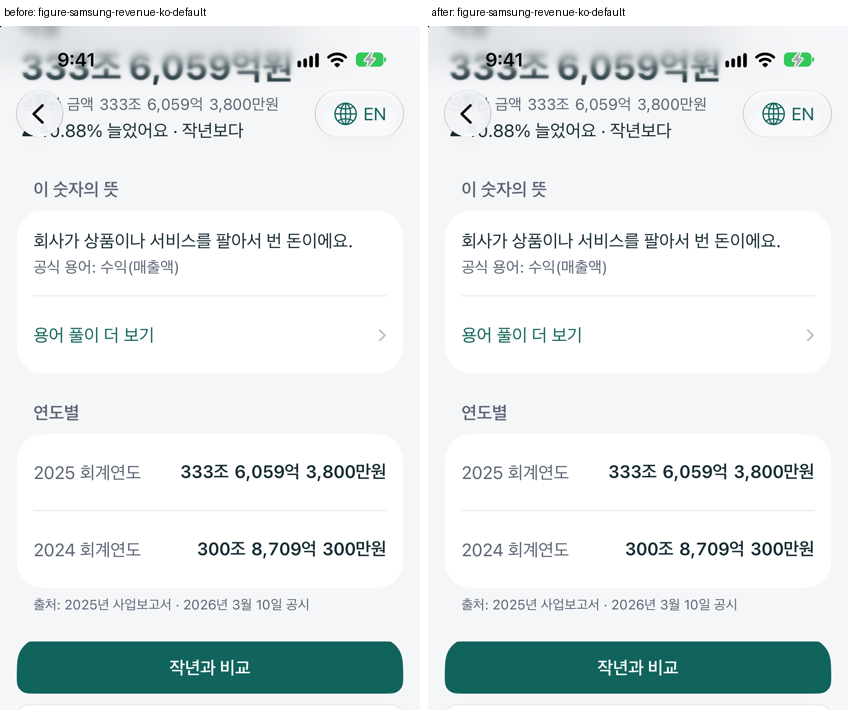 before: figure-samsung-revenue-ko-default
9:41
333조 6,059억원
금액 333조 6,059억 3,800만원
0.88% 늘었어요 · 작년보다
EN
이 숫자의 뜻
회사가 상품이나 서비스를 팔아서 번 돈이에요.
공식 용어: 수익(매출액)
용어 풀이 더 보기
연도별
2025 회계연도 333조 6,059억 3,800만원
2024 회계연도 300조 8,709억 300만원
출처: 2025년 사업보고서 · 2026년 3월 10일 공시
작년과 비교
after: figure-samsung-revenue-ko-default
9:41
333조 6,059억원
금액 333조 6,059억 3,800만원
0.88% 늘었어요 · 작년보다
EN
이 숫자의 뜻
회사가 상품이나 서비스를 팔아서 번 돈이에요.
공식 용어: 수익(매출액)
용어 풀이 더 보기
연도별
2025 회계연도 333조 6,059억 3,800만원
2024 회계연도 300조 8,709억 300만원
출처: 2025년 사업보고서 · 2026년 3월 10일 공시
작년과 비교